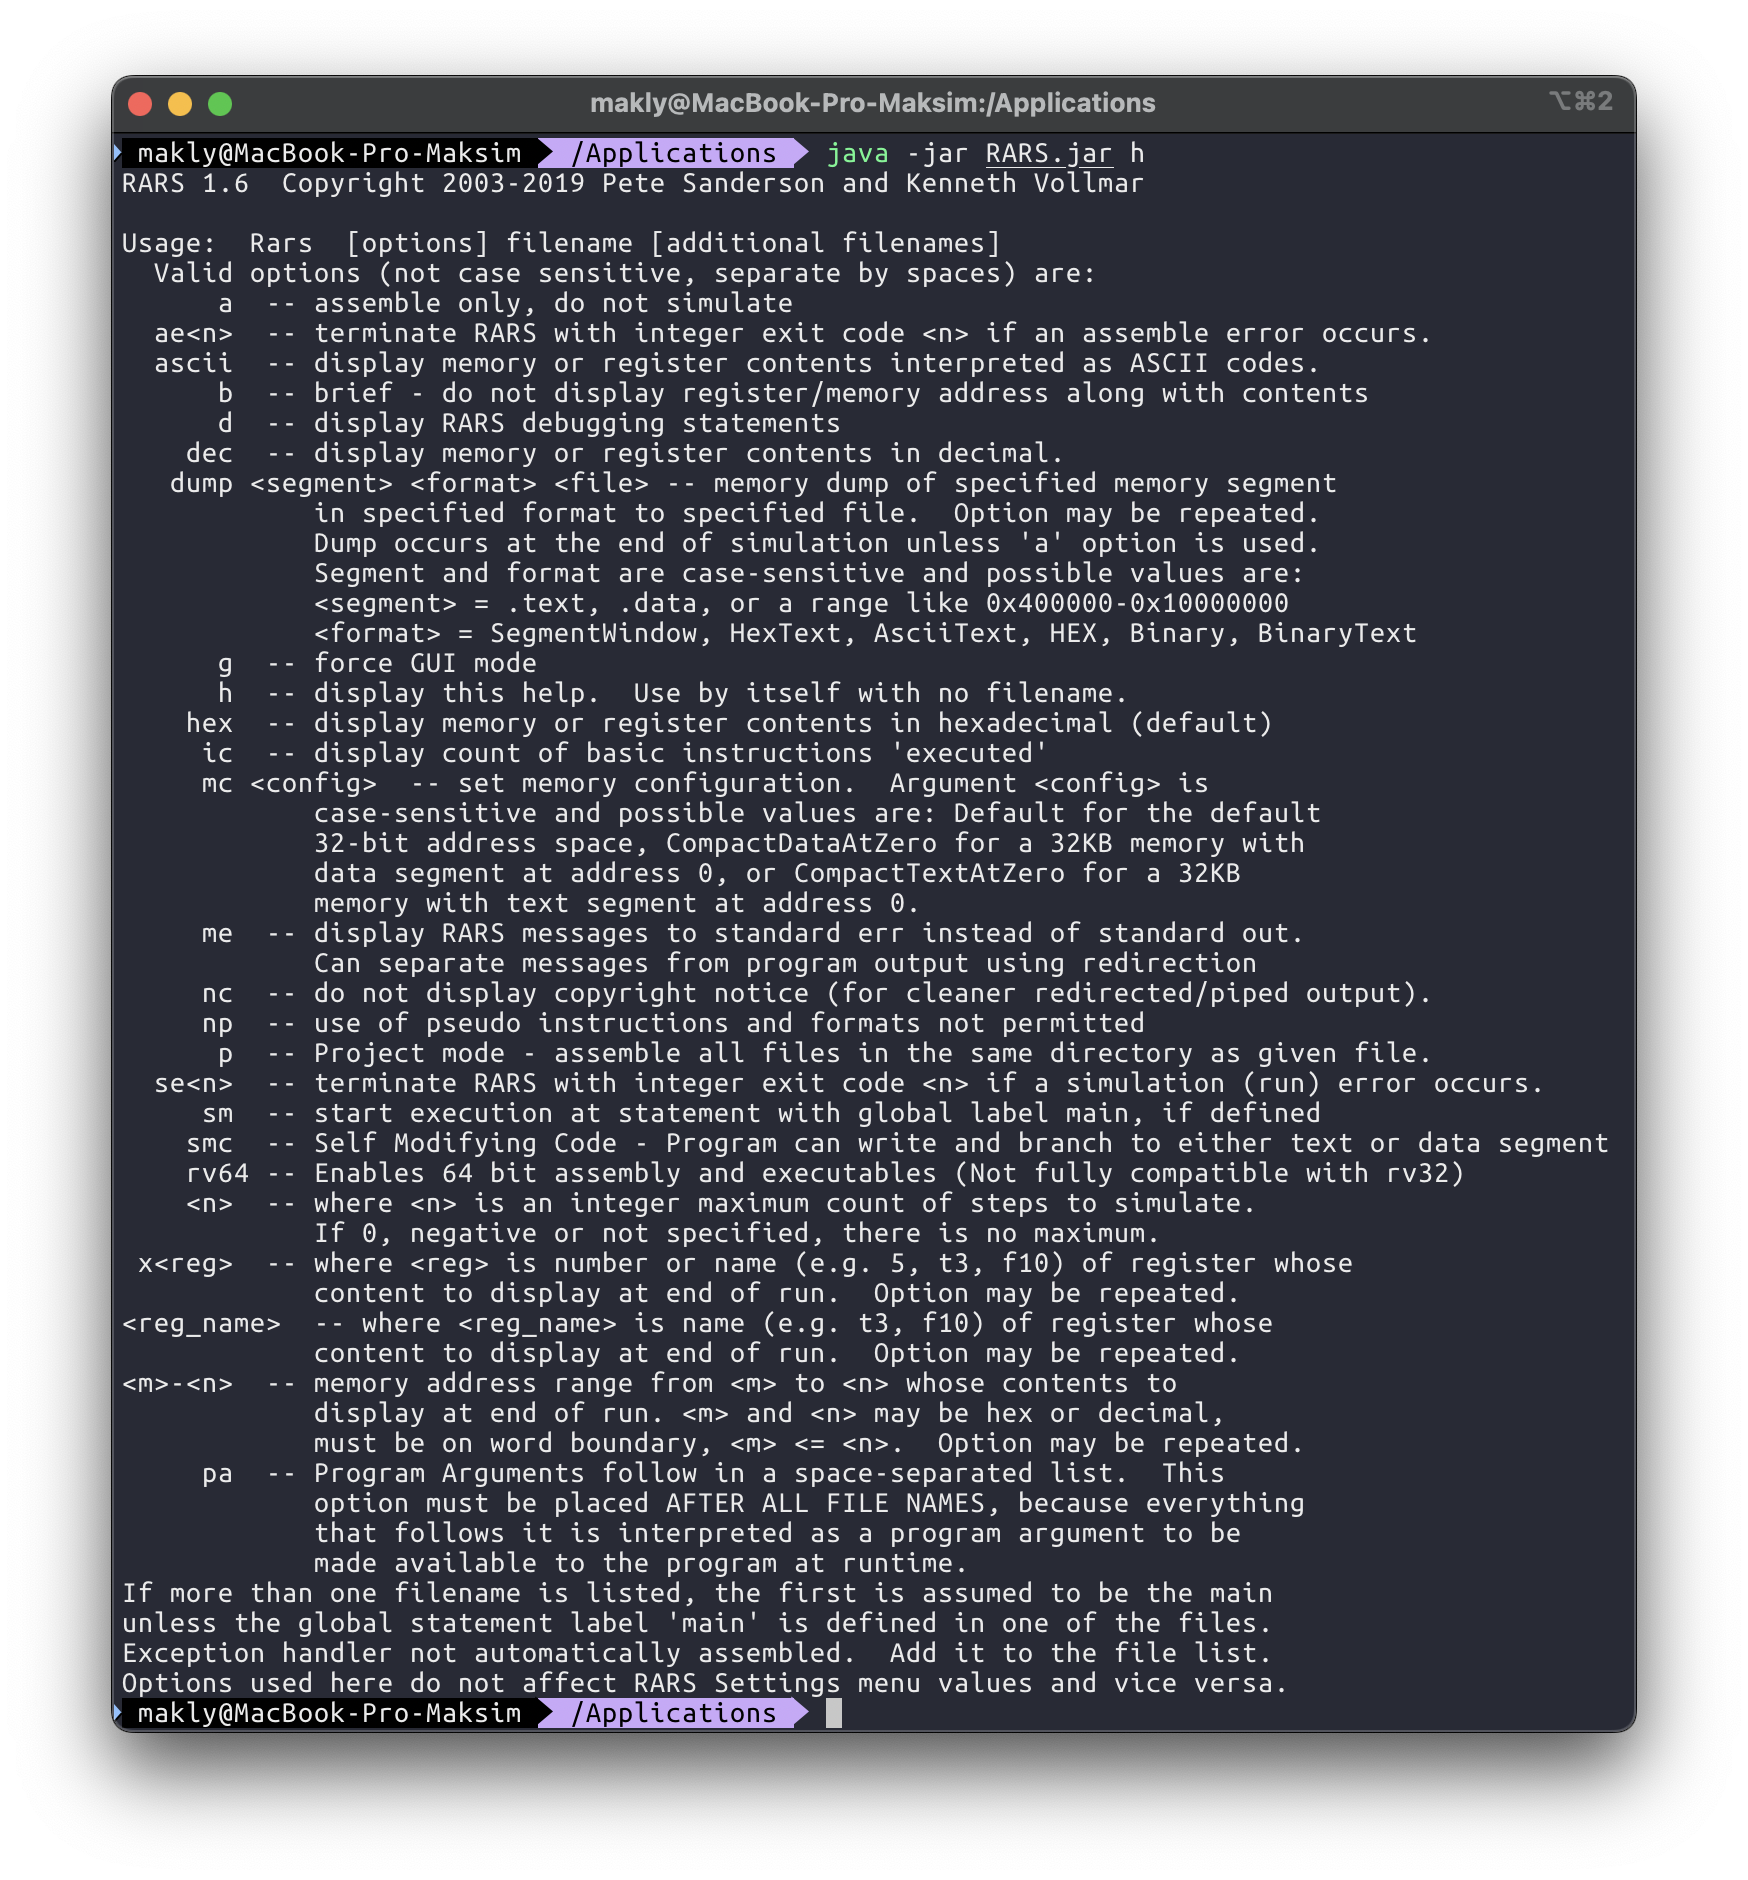 makly@MacBook-Pro-Maksim:/Applications ⌥⌘2
makly@MacBook-Pro-Maksim /Applications java -jar RARS.jar h
RARS 1.6  Copyright 2003-2019 Pete Sanderson and Kenneth Vollmar
Usage:  Rars  [options] filename [additional filenames]
  Valid options (not case sensitive, separate by spaces) are:
      a  -- assemble only, do not simulate
  ae<n>  -- terminate RARS with integer exit code <n> if an assemble error occurs.
  ascii  -- display memory or register contents interpreted as ASCII codes.
      b  -- brief - do not display register/memory address along with contents
      d  -- display RARS debugging statements
    dec  -- display memory or register contents in decimal.
   dump <segment> <format> <file> -- memory dump of specified memory segment
            in specified format to specified file.  Option may be repeated.
            Dump occurs at the end of simulation unless 'a' option is used.
            Segment and format are case-sensitive and possible values are:
            <segment> = .text, .data, or a range like 0x400000-0x10000000
            <format> = SegmentWindow, HexText, AsciiText, HEX, Binary, BinaryText
      g  -- force GUI mode
      h  -- display this help.  Use by itself with no filename.
    hex  -- display memory or register contents in hexadecimal (default)
     ic  -- display count of basic instructions 'executed'
     mc <config>  -- set memory configuration.  Argument <config> is
            case-sensitive and possible values are: Default for the default
            32-bit address space, CompactDataAtZero for a 32KB memory with
            data segment at address 0, or CompactTextAtZero for a 32KB
            memory with text segment at address 0.
     me  -- display RARS messages to standard err instead of standard out.
            Can separate messages from program output using redirection
     nc  -- do not display copyright notice (for cleaner redirected/piped output).
     np  -- use of pseudo instructions and formats not permitted
      p  -- Project mode - assemble all files in the same directory as given file.
  se<n>  -- terminate RARS with integer exit code <n> if a simulation (run) error occurs.
     sm  -- start execution at statement with global label main, if defined
    smc  -- Self Modifying Code - Program can write and branch to either text or data segment
    rv64 -- Enables 64 bit assembly and executables (Not fully compatible with rv32)
    <n>  -- where <n> is an integer maximum count of steps to simulate.
            If 0, negative or not specified, there is no maximum.
 x<reg>  -- where <reg> is number or name (e.g. 5, t3, f10) of register whose
            content to display at end of run.  Option may be repeated.
<reg_name>  -- where <reg_name> is name (e.g. t3, f10) of register whose
            content to display at end of run.  Option may be repeated.
<m>-<n>  -- memory address range from <m> to <n> whose contents to
            display at end of run. <m> and <n> may be hex or decimal,
            must be on word boundary, <m> <= <n>.  Option may be repeated.
     pa  -- Program Arguments follow in a space-separated list.  This
            option must be placed AFTER ALL FILE NAMES, because everything
            that follows it is interpreted as a program argument to be
            made available to the program at runtime.
If more than one filename is listed, the first is assumed to be the main
unless the global statement label 'main' is defined in one of the files.
Exception handler not automatically assembled.  Add it to the file list.
Options used here do not affect RARS Settings menu values and vice versa.
makly@MacBook-Pro-Maksim /Applications